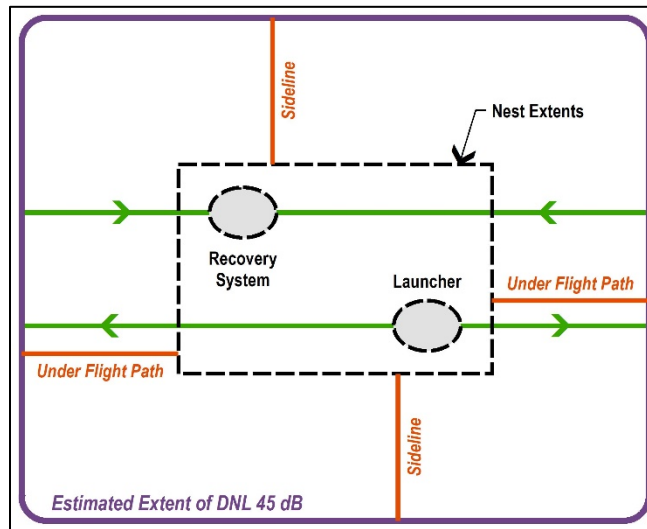 Sideline
Nest Extents
Recovery
System
Launcher
Under Flight Path
Under Flight Path
Sideline
Estimated Extent of DNL 45 dB